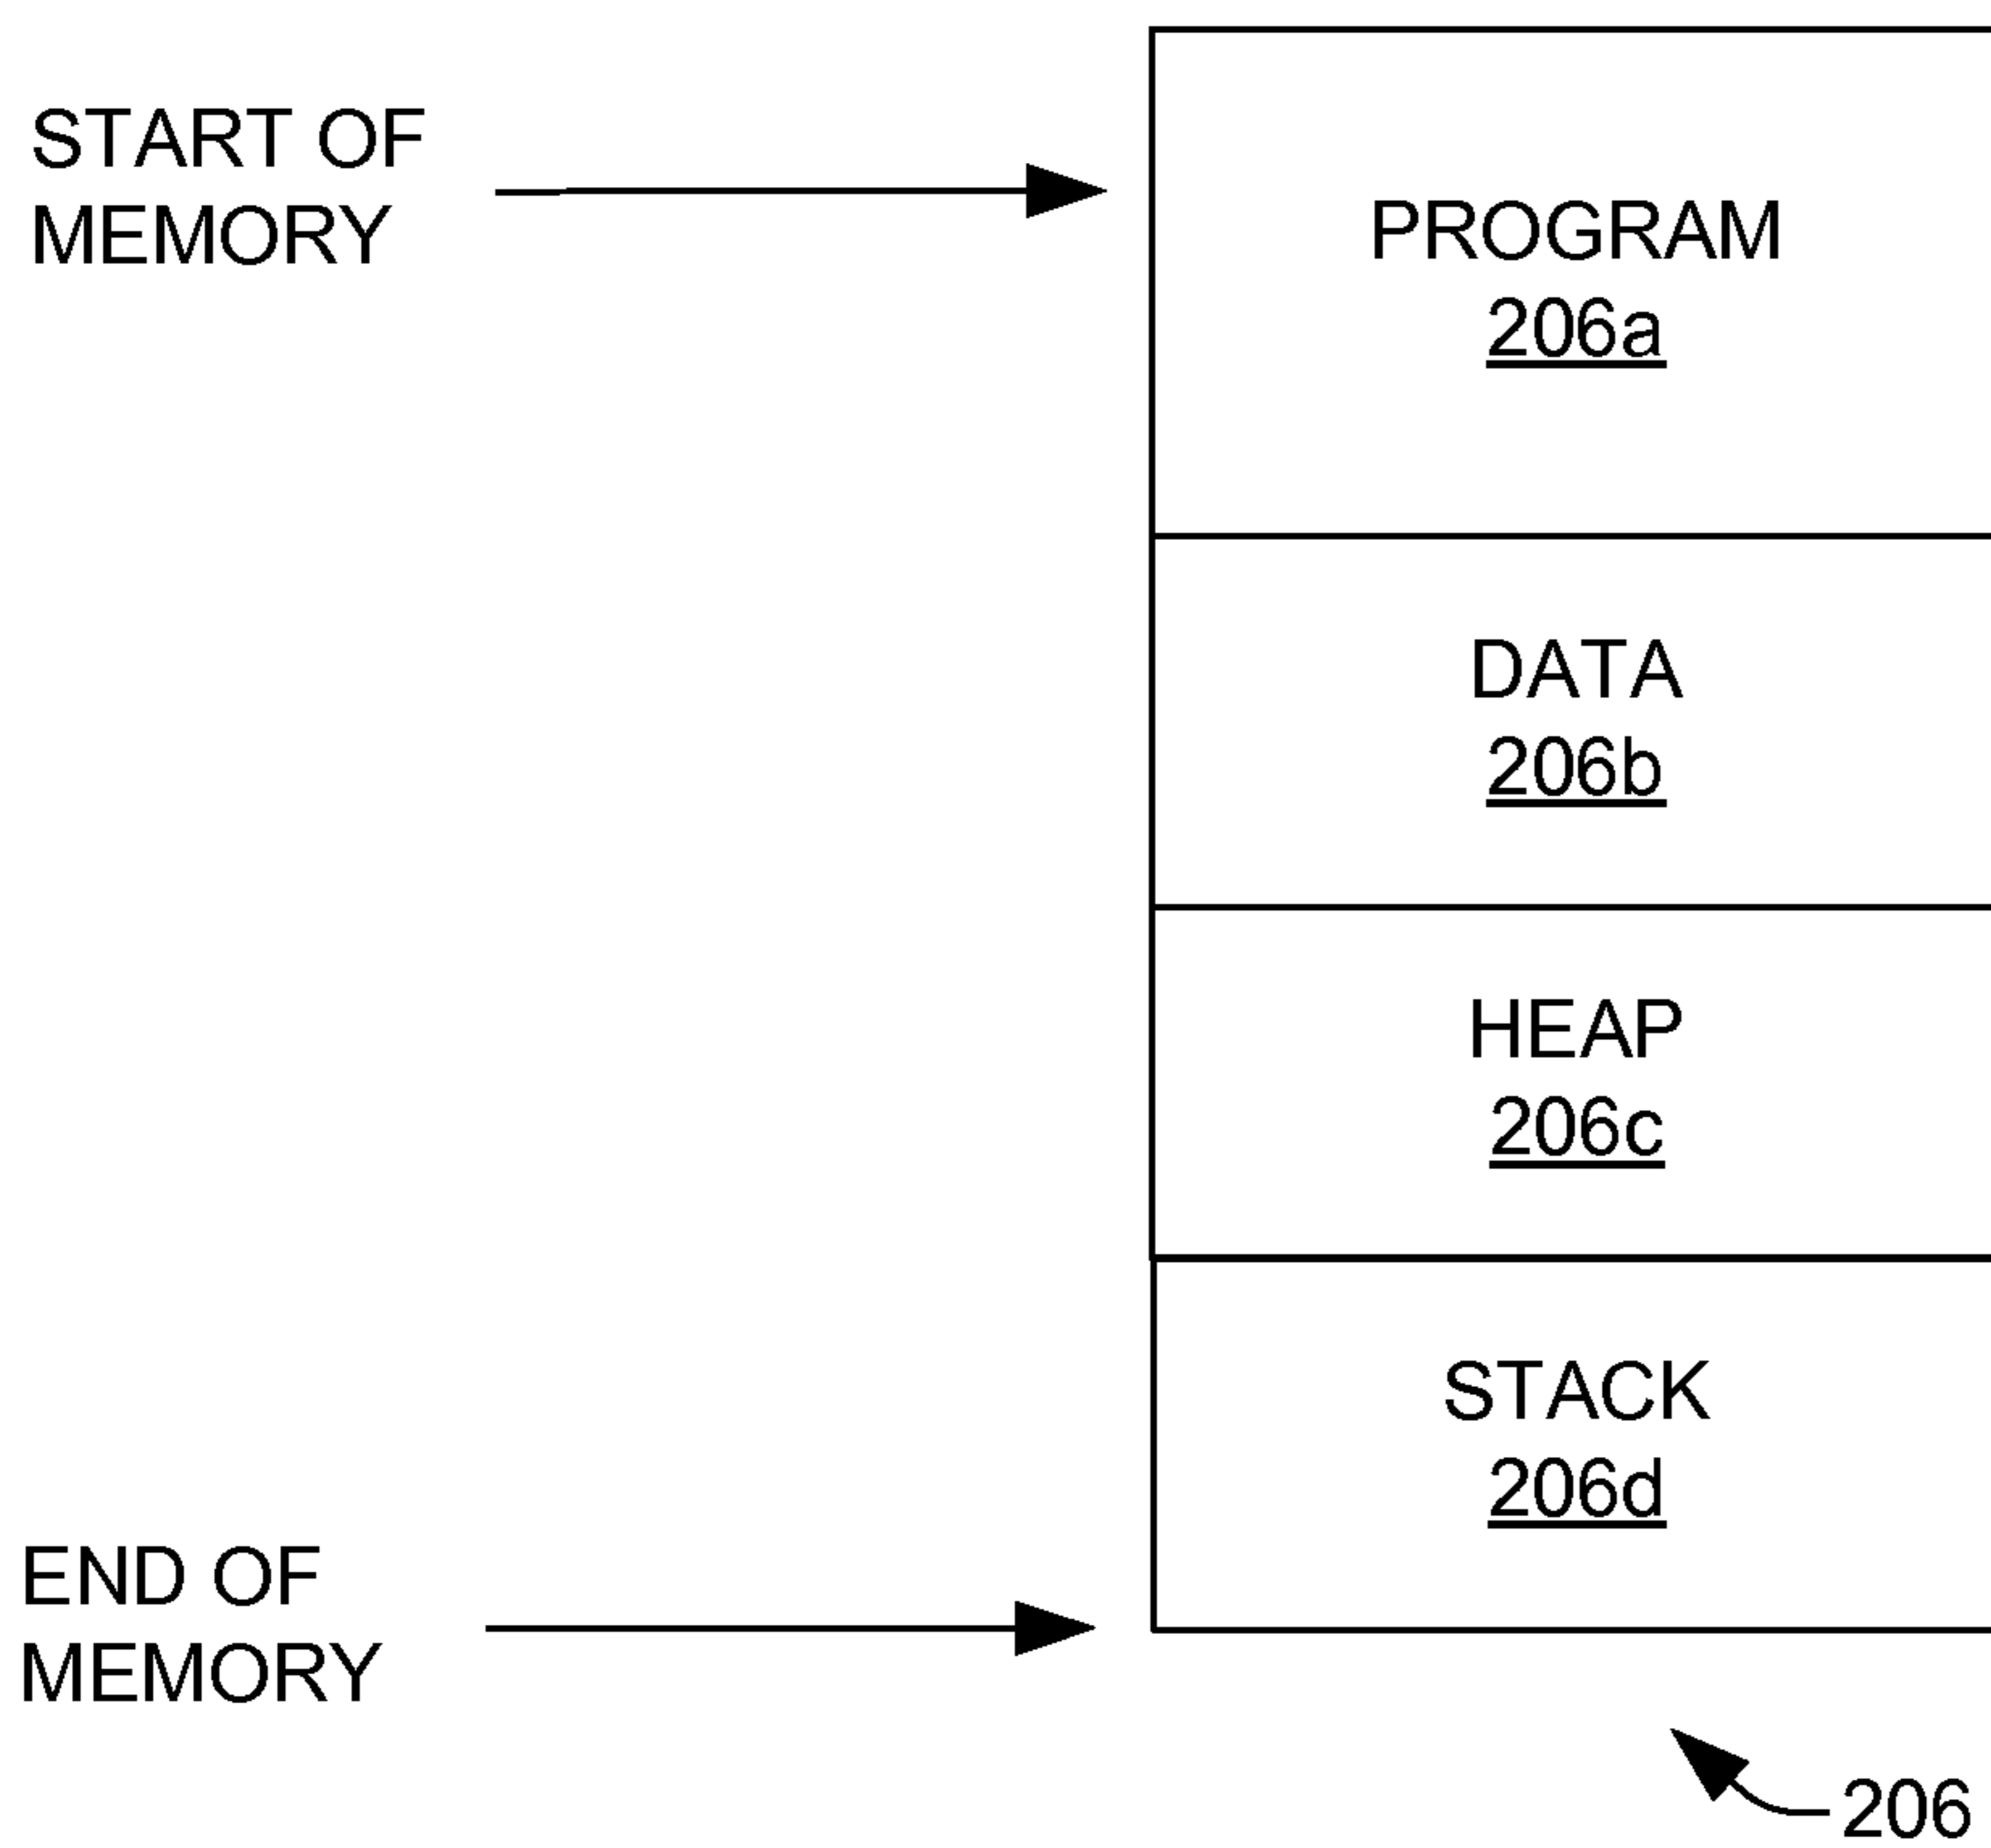 START OF
MEMORY
PROGRAM
206a
DATA
206b
HEAP
206c
STACK
206d
END OF
MEMORY
206